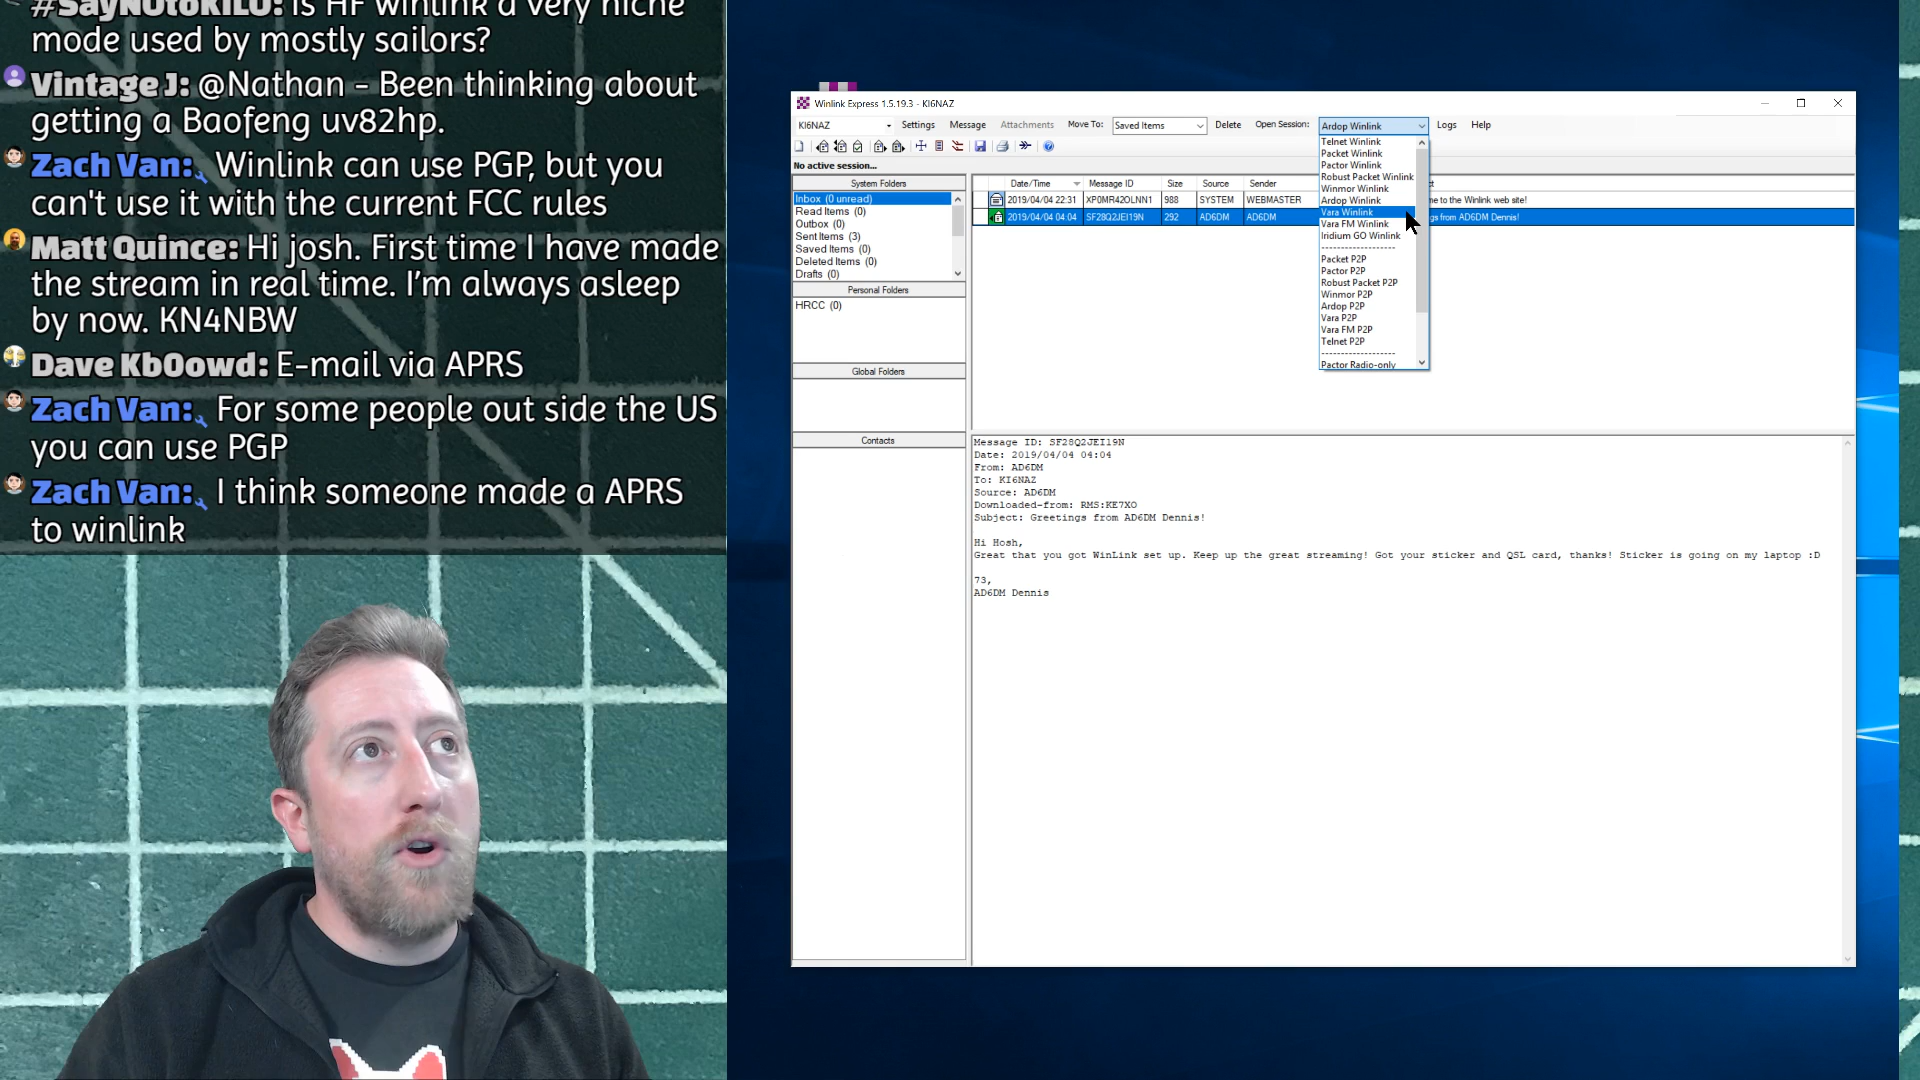 #SayNOtoKILO: Is HF winlink a very niche
mode used by mostly sailors?
Vintage J: @Nathan - Been thinking about
getting a Baofeng uv82hp.
Zach Van: Winlink can use PGP, but you
can't use it with the current FCC rules
Matt Quince: Hi josh. First time I have made
the stream in real time. I'm always asleep
by now. KN4NBW
Dave Kb0owd: E-mail via APRS
Zach Van: For some people out side the US
you can use PGP
Zach Van: I think someone made a APRS
to winlink
Winlink Express 1.5.19.3 - KI6NAZ
KI6NAZ Settings Message Attachments Move To: Saved Items Delete Open Session: Ardop Winlink Logs Help
No active session...
System Folders
Inbox (0 unread)
Read Items (0)
Outbox (0)
Sent Items (3)
Saved Items (0)
Deleted Items (0)
Drafts (0)
Personal Folders
HRCC (0)
Global Folders
Contacts
Date/Time Message ID Size Source Sender ct
2019/04/04 22:31 XP0MR42OLNN1 988 SYSTEM WEBMASTER me to the Winlink web site!
2019/04/04 04:04 SF28Q2JEI19N 292 AD6DM AD6DM gs from AD6DM Dennis!
Telnet Winlink
Packet Winlink
Pactor Winlink
Robust Packet Winlink
Winmor Winlink
Ardop Winlink
Vara Winlink
Vara FM Winlink
Iridium GO Winlink
-------------------
Packet P2P
Pactor P2P
Robust Packet P2P
Winmor P2P
Ardop P2P
Vara P2P
Vara FM P2P
Telnet P2P
-------------------
Pactor Radio-only
Message ID: SF28Q2JEI19N
Date: 2019/04/04 04:04
From: AD6DM
To: KI6NAZ
Source: AD6DM
Downloaded-from: RMS:KE7XO
Subject: Greetings from AD6DM Dennis!
Hi Hosh,
Great that you got WinLink set up. Keep up the great streaming! Got your sticker and QSL card, thanks! Sticker is going on my laptop :D
73,
AD6DM Dennis